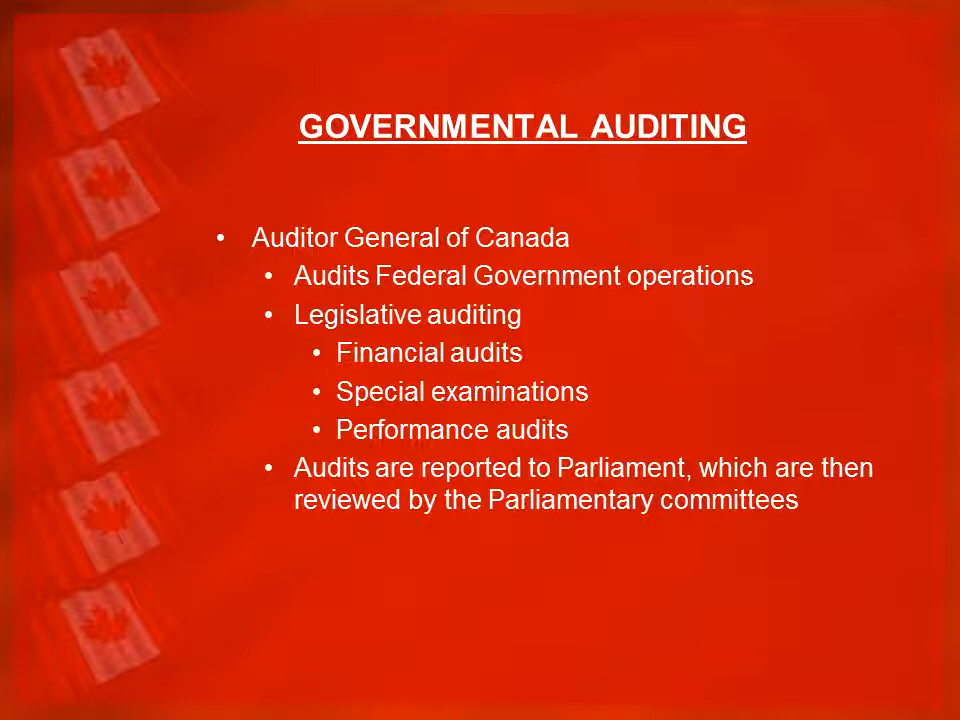 GOVERNMENTAL AUDITING
• Auditor General of Canada
• Audits Federal Government operations
• Legislative auditing
• Financial audits
• Special examinations
• Performance audits
• Audits are reported to Parliament, which are then
reviewed by the Parliamentary committees